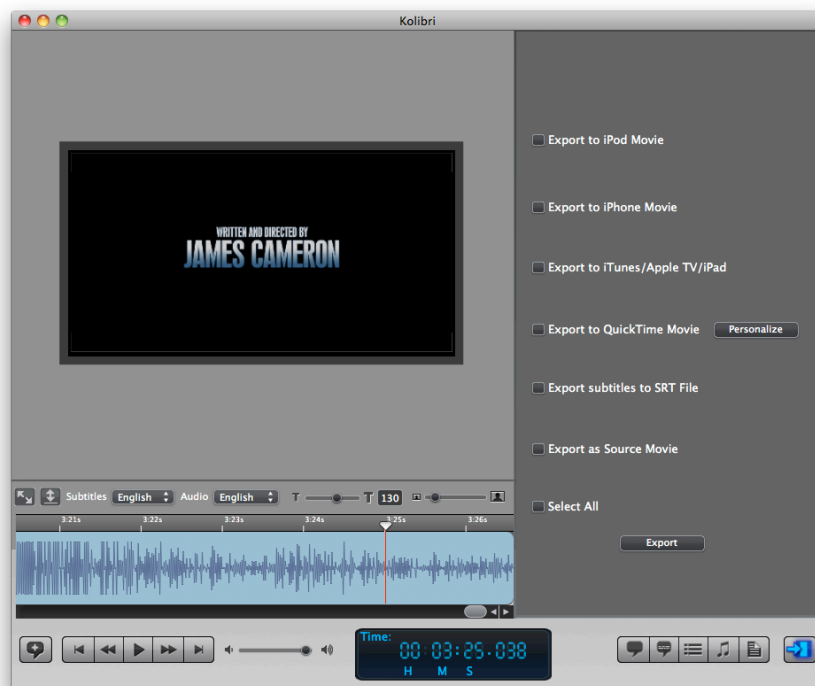 Kolibri
WRITTEN AND DIRECTED BY
JAMES CAMERON
Export to iPod Movie
Export to iPhone Movie
Export to iTunes/Apple TV/iPad
Export to QuickTime Movie Personalize
Export subtitles to SRT File
Export as Source Movie
Select All
Export
Subtitles English Audio English T T 130
3:21s 3:22s 3:23s 3:24s 3:25s 3:26s
Time:
00:03:25.038
H M S